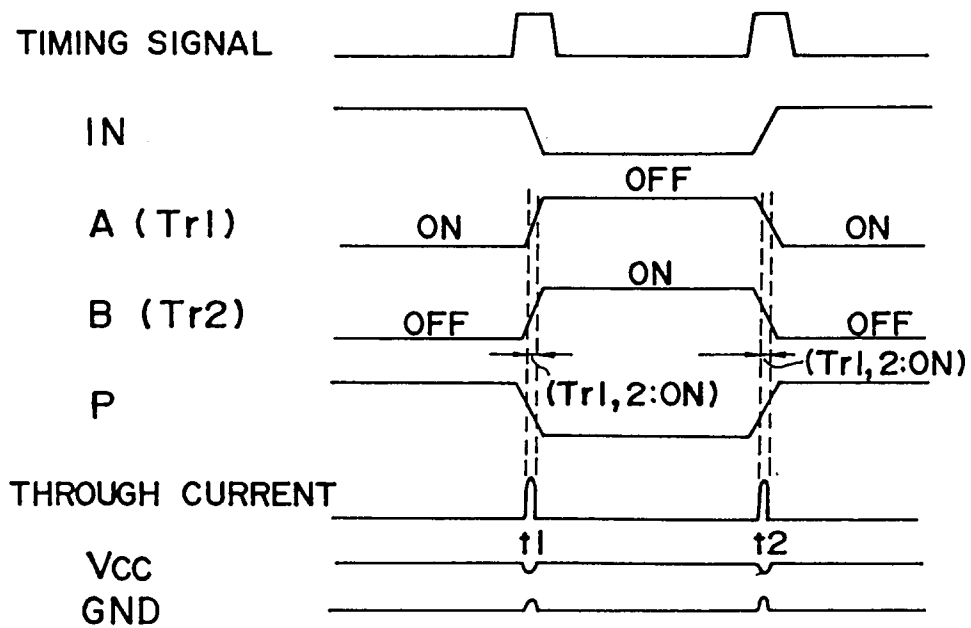 TIMING SIGNAL
IN
OFF
A (Tr1)
ON
ON
ON
B (Tr2)
OFF
OFF
(Tr1, 2:ON)
(Tr1, 2:ON)
P
THROUGH CURRENT
t1
t2
Vcc
GND